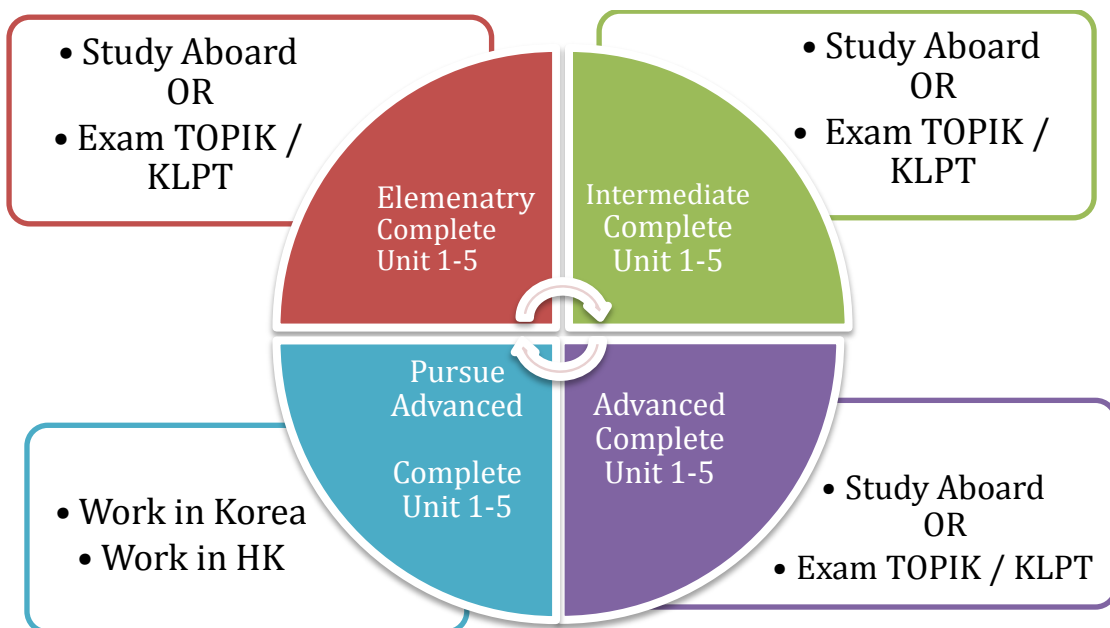 • Study Aboard
OR
• Exam TOPIK /
KLPT
Elemenatry
Complete
Unit 1-5
• Study Aboard
OR
• Exam TOPIK /
KLPT
Intermediate
Complete
Unit 1-5
Pursue
Advanced
Complete
Unit 1-5
• Work in Korea
• Work in HK
Advanced
Complete
Unit 1-5
• Study Aboard
OR
• Exam TOPIK / KLPT